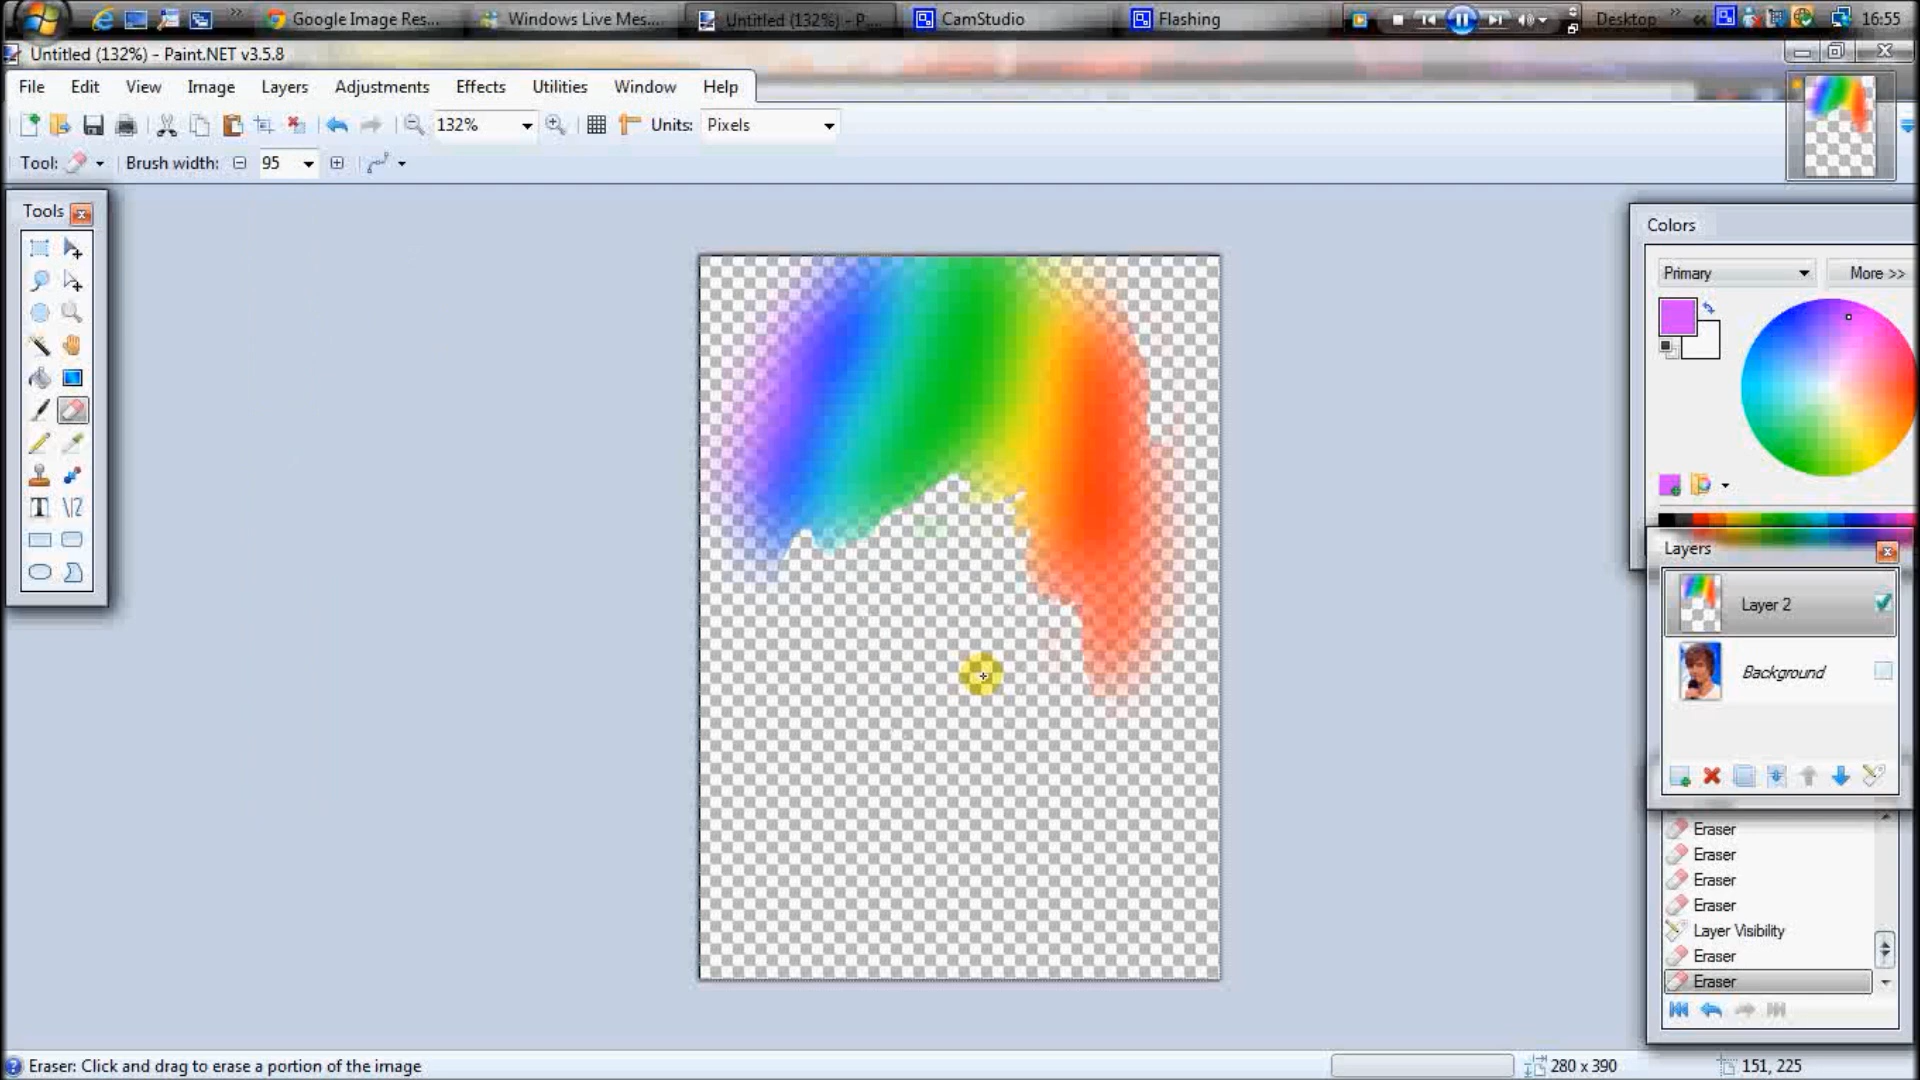 Google Image Res... Windows Live Mes... Untitled (132%) - P... CamStudio Flashing Desktop 16:55
Untitled (132%) - Paint.NET v3.5.8
File Edit View Image Layers Adjustments Effects Utilities Window Help
132% Units: Pixels
Tool: Brush width: 95
Tools
Colors
Primary More >>
Layers
Layer 2
Background
Eraser
Eraser
Eraser
Eraser
Layer Visibility
Eraser
Eraser
Eraser: Click and drag to erase a portion of the image 280 x 390 151, 225